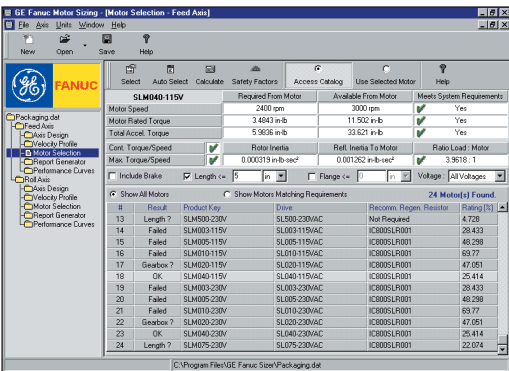 GE Fanuc Motor Sizing - [Motor Selection - Feed Axis]
File Axis Units Window Help
New Open Save Help
GE FANUC
Select Auto Select Calculate Safety Factors Access Catalog Use Selected Motor Help
Packaging.dat
Feed Axis
Axis Design
Velocity Profile
Motor Selection
Report Generator
Performance Curves
Roll Axis
Axis Design
Velocity Profile
Motor Selection
Report Generator
Performance Curves
SLM040-115V Required From Motor Available From Motor Meets System Requirements
Motor Speed 2400 rpm 3000 rpm Yes
Motor Rated Torque 3.4843 in-lb 11.502 in-lb Yes
Total Accel. Torque 5.9836 in-lb 33.621 in-lb Yes
Cont. Torque/Speed Rotor Inertia Refl. Inertia To Motor Ratio Load : Motor
Max. Torque/Speed 0.000319 in-lb-sec² 0.001262 in-lb-sec² 3.9618 : 1
Include Brake Length <= 5 in Flange <= 0 in Voltage: All Voltages
Show All Motors Show Motors Matching Requirements 24 Motor(s) Found.
# Result Product Key Drive Recomm. Regen. Resistor Rating [%]
13 Length ? SLM500-230V SL500-230VAC Not Required 4.728
14 Failed SLM003-115V SL003-115VAC IC800SLR001 28.433
15 Failed SLM005-115V SL005-115VAC IC800SLR001 48.298
16 Failed SLM010-115V SL010-115VAC IC800SLR001 69.77
17 Gearbox ? SLM020-115V SL020-115VAC IC800SLR001 47.051
18 OK SLM040-115V SL040-115VAC IC800SLR001 25.414
19 Failed SLM003-230V SL003-230VAC IC800SLR001 28.433
20 Failed SLM005-230V SL005-230VAC IC800SLR001 48.298
21 Failed SLM010-230V SL010-230VAC IC800SLR001 69.77
22 Gearbox ? SLM020-230V SL020-230VAC IC800SLR001 47.051
23 OK SLM040-230V SL040-230VAC IC800SLR001 25.414
24 Length ? SLM075-230V SL075-230VAC IC800SLR001 22.074
C:\Program Files\GE Fanuc Sizer\Packaging.dat